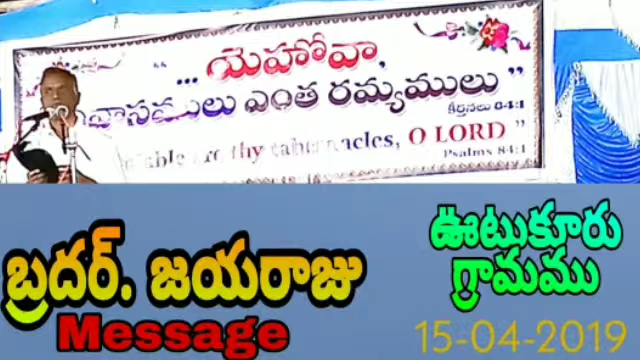 “ ... యెహోవా,
వాసములు ఎంత రమ్యములు ”
కీర్తనలు 84:1
thy tabernacles, O LORD ”
Psalms 84:1
బ్రదర్. జయరాజు
Message
ఊటుకూరు
గ్రామము
15-04-2019